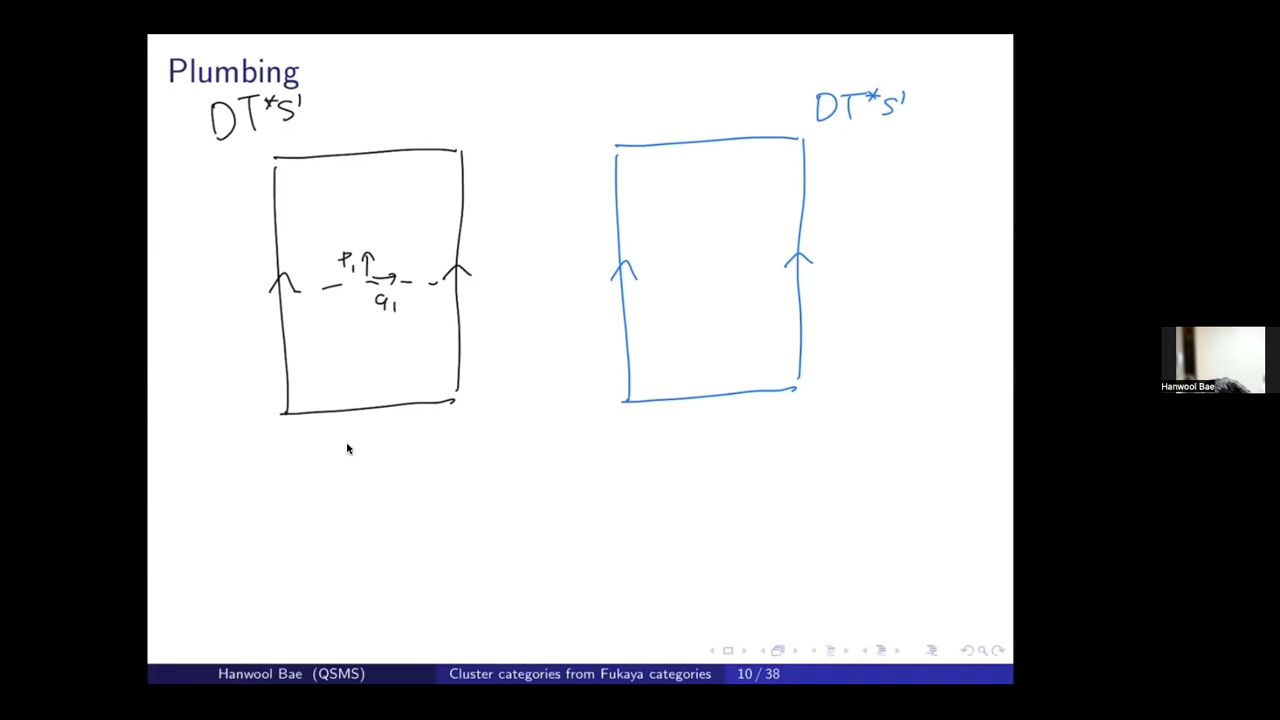 Plumbing
DT*S¹
DT*S¹
P₁
q₁
Hanwool Bae
Hanwool Bae (QSMS)
Cluster categories from Fukaya categories
10 / 38